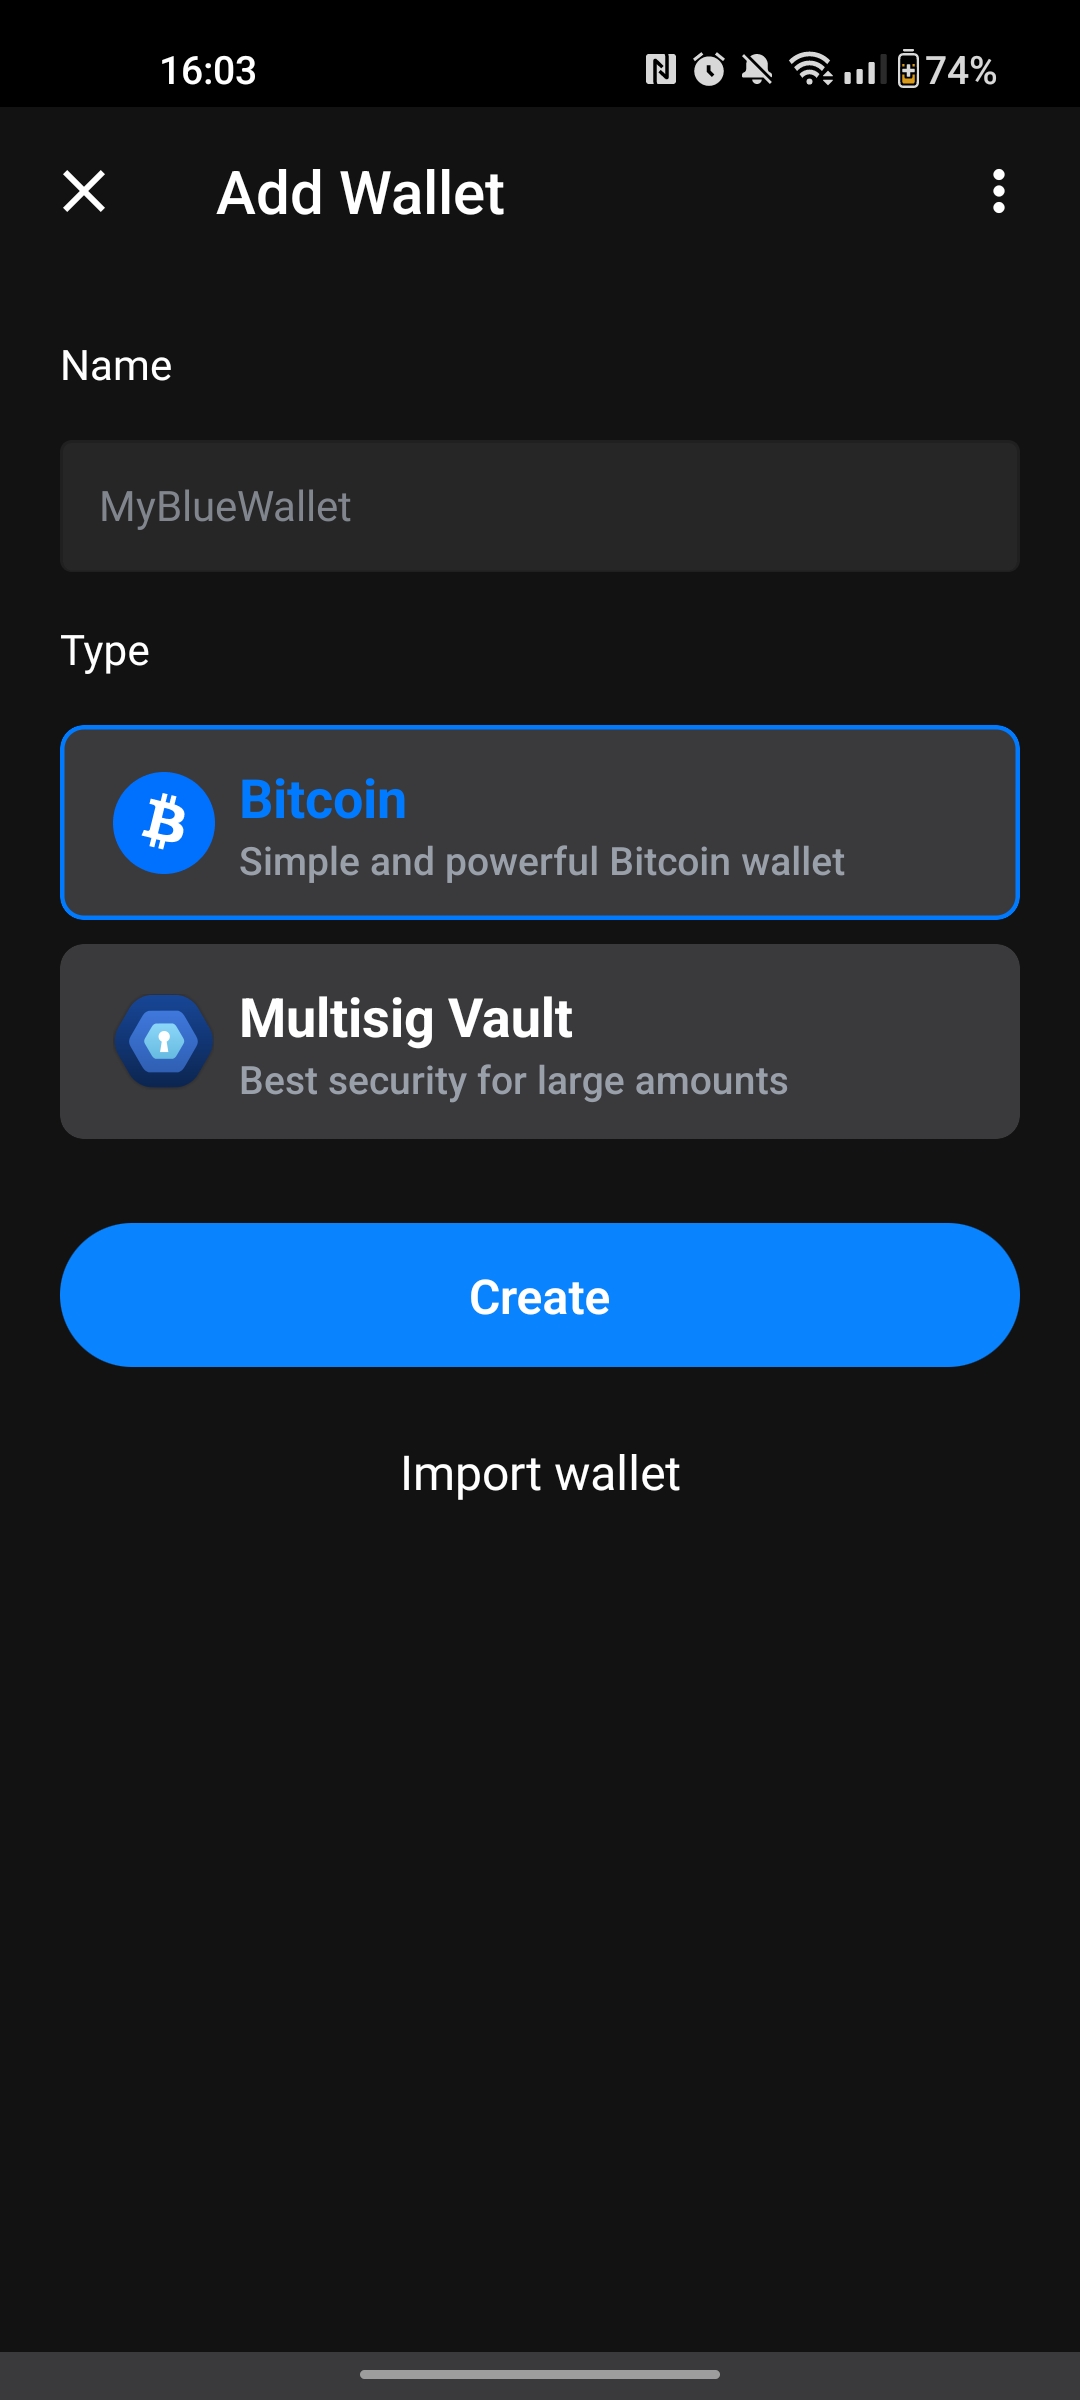 16:03
74%
Add Wallet
Name
MyBlueWallet
Type
Bitcoin
Simple and powerful Bitcoin wallet
Multisig Vault
Best security for large amounts
Create
Import wallet